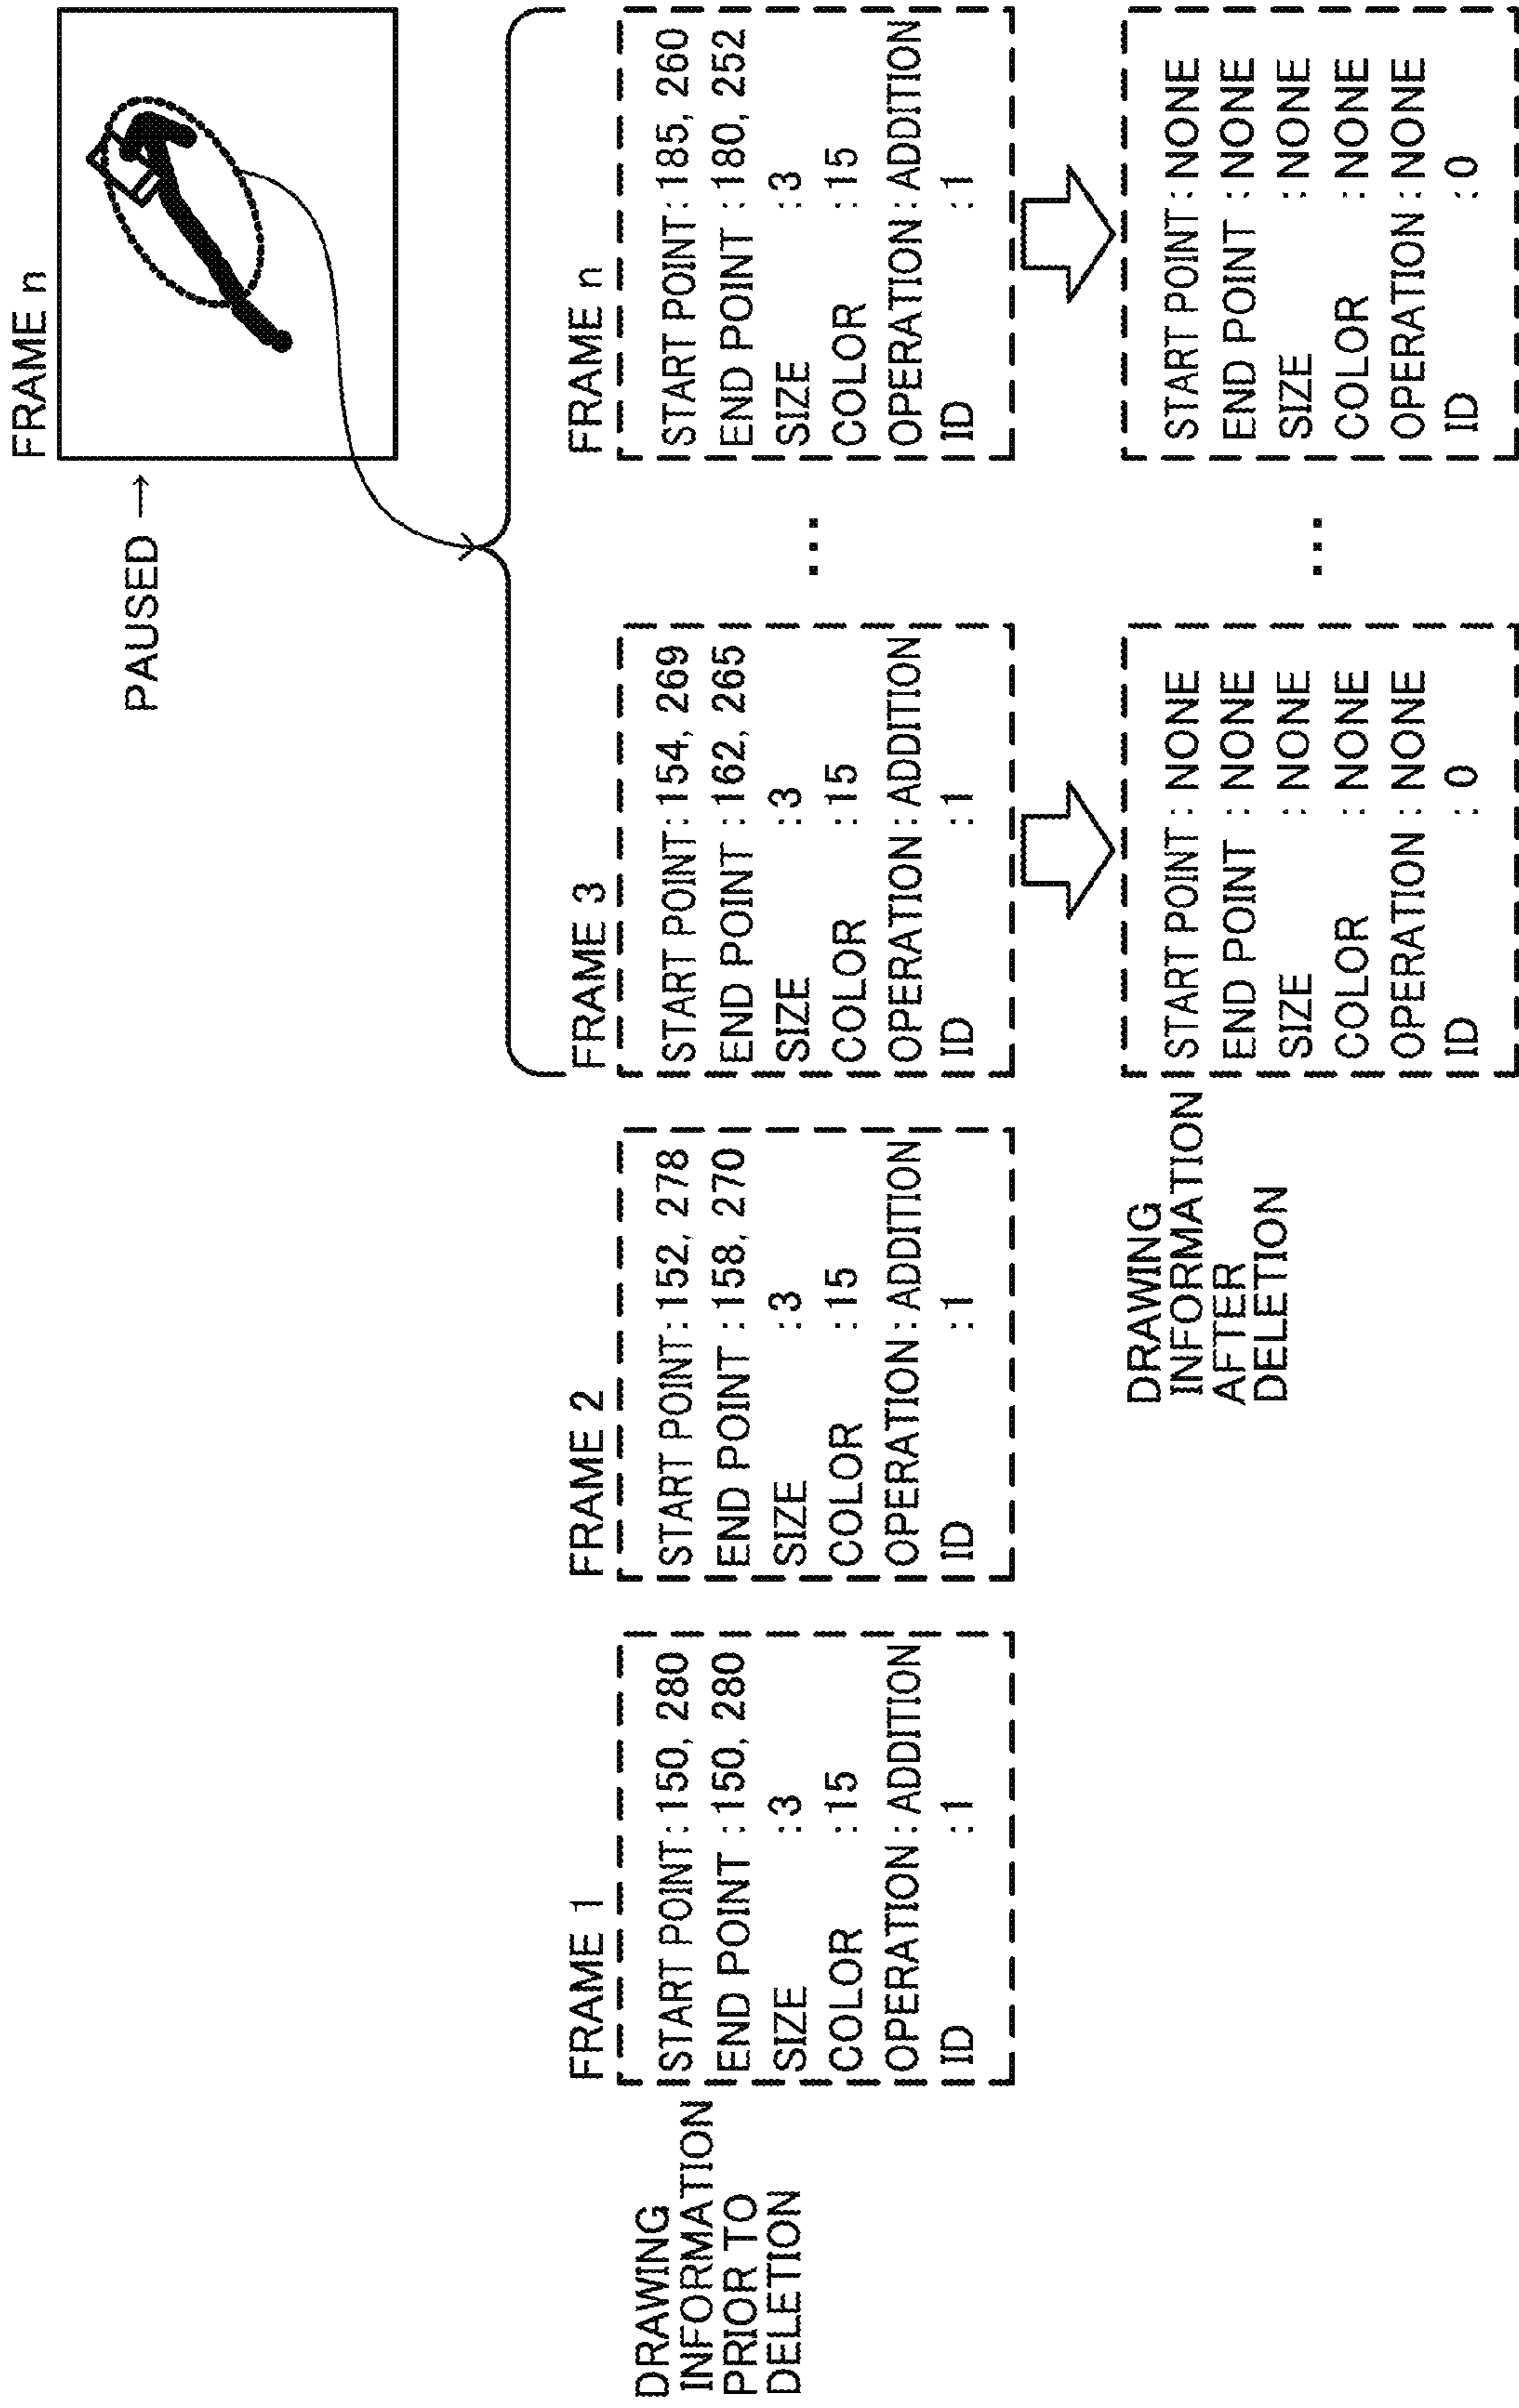 FRAME n
PAUSED →
DRAWING
INFORMATION
PRIOR TO
DELETION
FRAME 1
START POINT : 150, 280
END POINT : 150, 280
SIZE : 3
COLOR : 15
OPERATION : ADDITION
ID : 1
FRAME 2
START POINT : 152, 278
END POINT : 158, 270
SIZE : 3
COLOR : 15
OPERATION : ADDITION
ID : 1
FRAME 3
START POINT : 154, 269
END POINT : 162, 265
SIZE : 3
COLOR : 15
OPERATION : ADDITION
ID : 1
...
FRAME n
START POINT : 185, 260
END POINT : 180, 252
SIZE : 3
COLOR : 15
OPERATION : ADDITION
ID : 1
DRAWING
INFORMATION
AFTER
DELETION
START POINT : NONE
END POINT : NONE
SIZE : NONE
COLOR : NONE
OPERATION : NONE
ID : 0
...
START POINT : NONE
END POINT : NONE
SIZE : NONE
COLOR : NONE
OPERATION : NONE
ID : 0